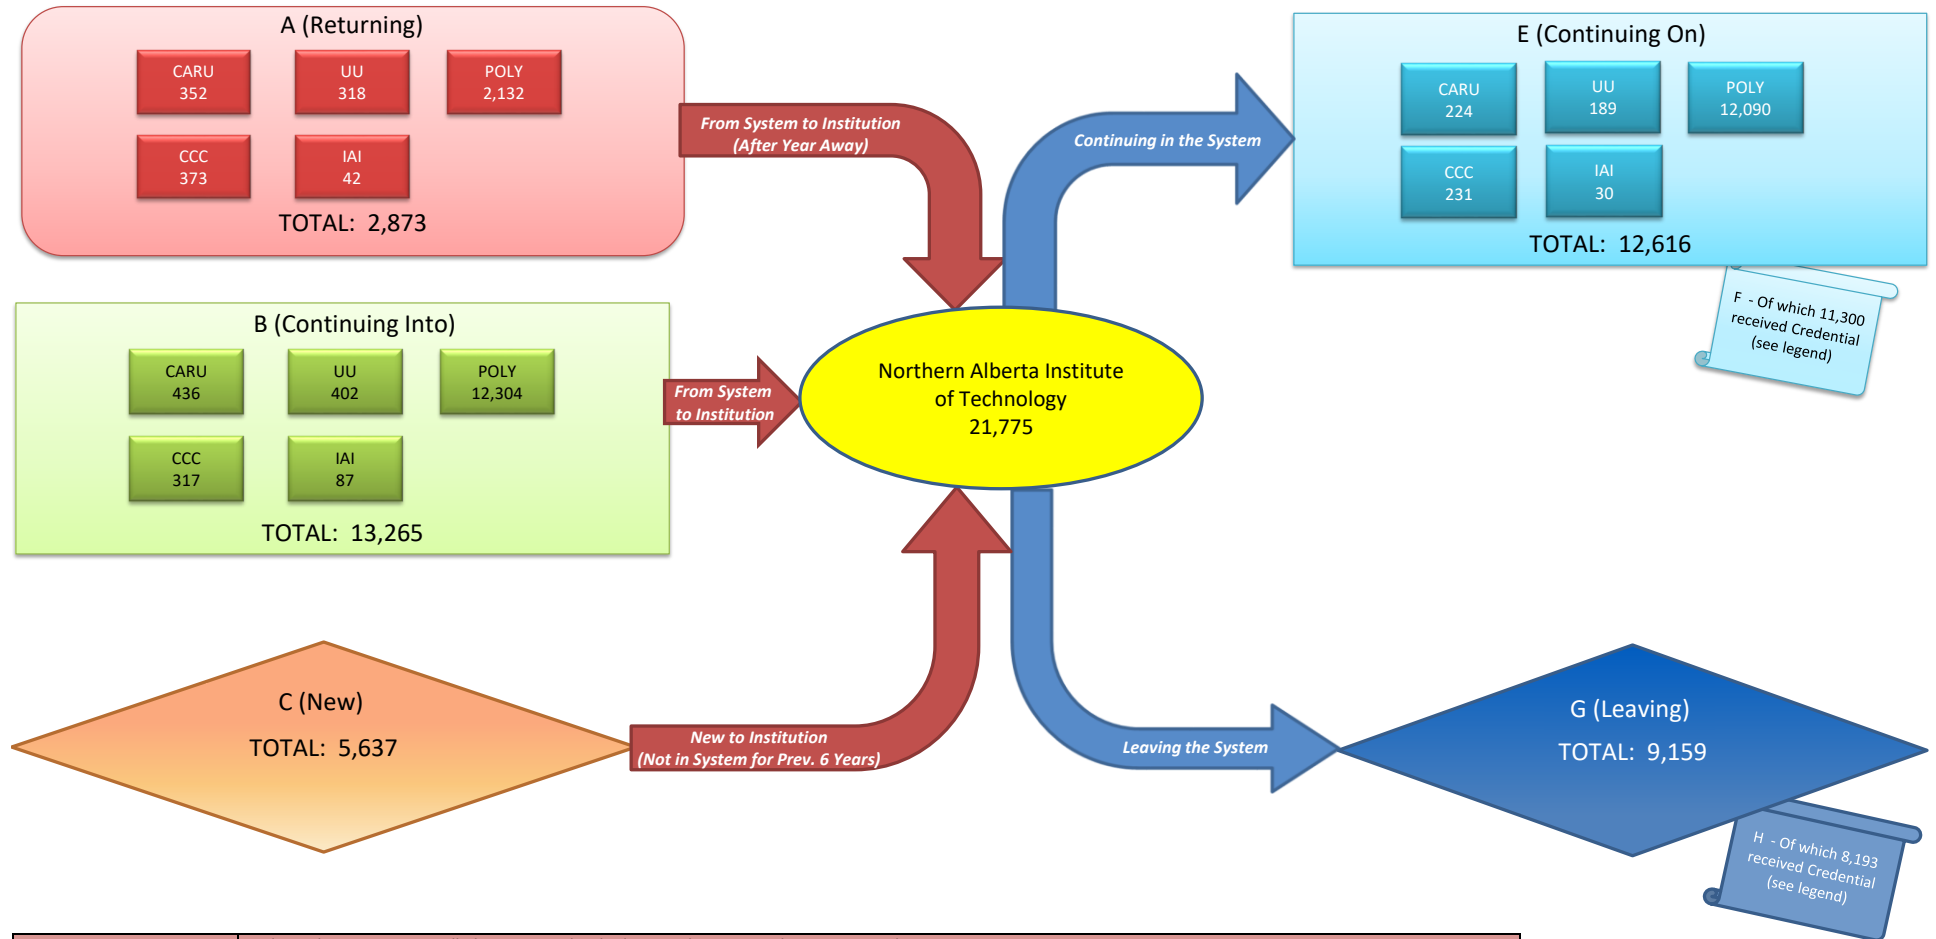 A (Returning)
CARU
352
UU
318
POLY
2,132
CCC
373
IAI
42
TOTAL: 2,873
From System to Institution
(After Year Away)
B (Continuing Into)
CARU
436
UU
402
POLY
12,304
CCC
317
IAI
87
TOTAL: 13,265
From System
to Institution
C (New)
TOTAL: 5,637
New to Institution
(Not in System for Prev. 6 Years)
Northern Alberta Institute
of Technology
21,775
Continuing in the System
E (Continuing On)
CARU
224
UU
189
POLY
12,090
CCC
231
IAI
30
TOTAL: 12,616
F - Of which 11,300
received Credential
(see legend)
Leaving the System
G (Leaving)
TOTAL: 9,159
H - Of which 8,193
received Credential
(see legend)